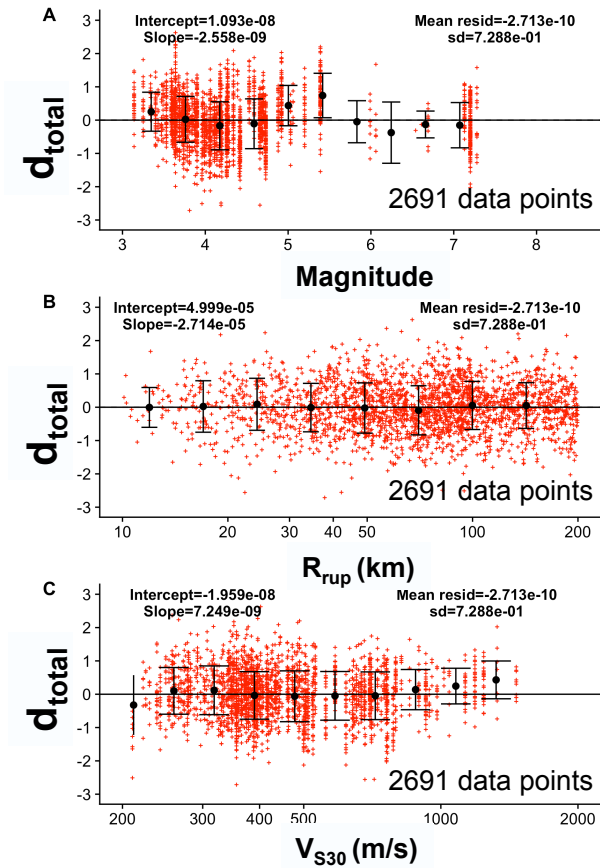 A
Intercept=1.093e-08
Slope=-2.558e-09
Mean resid=-2.713e-10
sd=7.288e-01
3
2
1
0
-1
-2
-3
d_total
2691 data points
3 4 5 6 7 8
Magnitude
B
Intercept=4.999e-05
Slope=-2.714e-05
Mean resid=-2.713e-10
sd=7.288e-01
3
2
1
0
-1
-2
-3
d_total
2691 data points
10 20 30 40 50 100 200
R_rup (km)
C
Intercept=-1.959e-08
Slope=7.249e-09
Mean resid=-2.713e-10
sd=7.288e-01
3
2
1
0
-1
-2
-3
d_total
2691 data points
200 300 400 500 1000 2000
V_S30 (m/s)